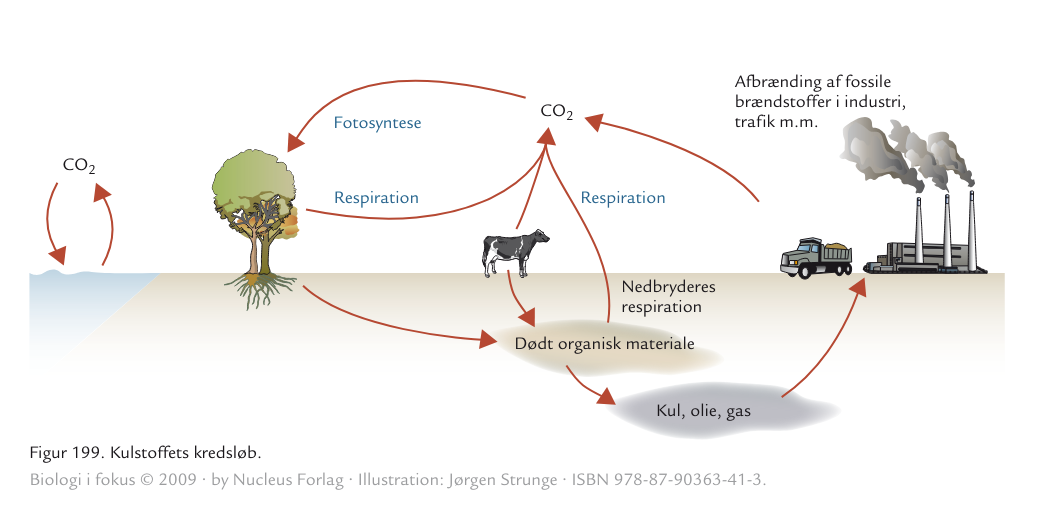 Afbrænding af fossile
brændstoffer i industri,
trafik m.m.
CO₂
Fotosyntese
CO₂
Respiration
Respiration
Nedbryderes
respiration
Dødt organisk materiale
Kul, olie, gas
Figur 199. Kulstoffets kredsløb.
Biologi i fokus © 2009 · by Nucleus Forlag · Illustration: Jørgen Strunge · ISBN 978-87-90363-41-3.